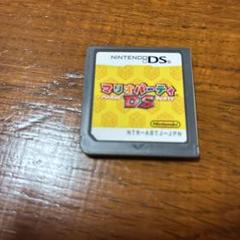 NINTENDO DS
マリオパーティ
DS
Nintendo
NTR-A8TJ-JPN